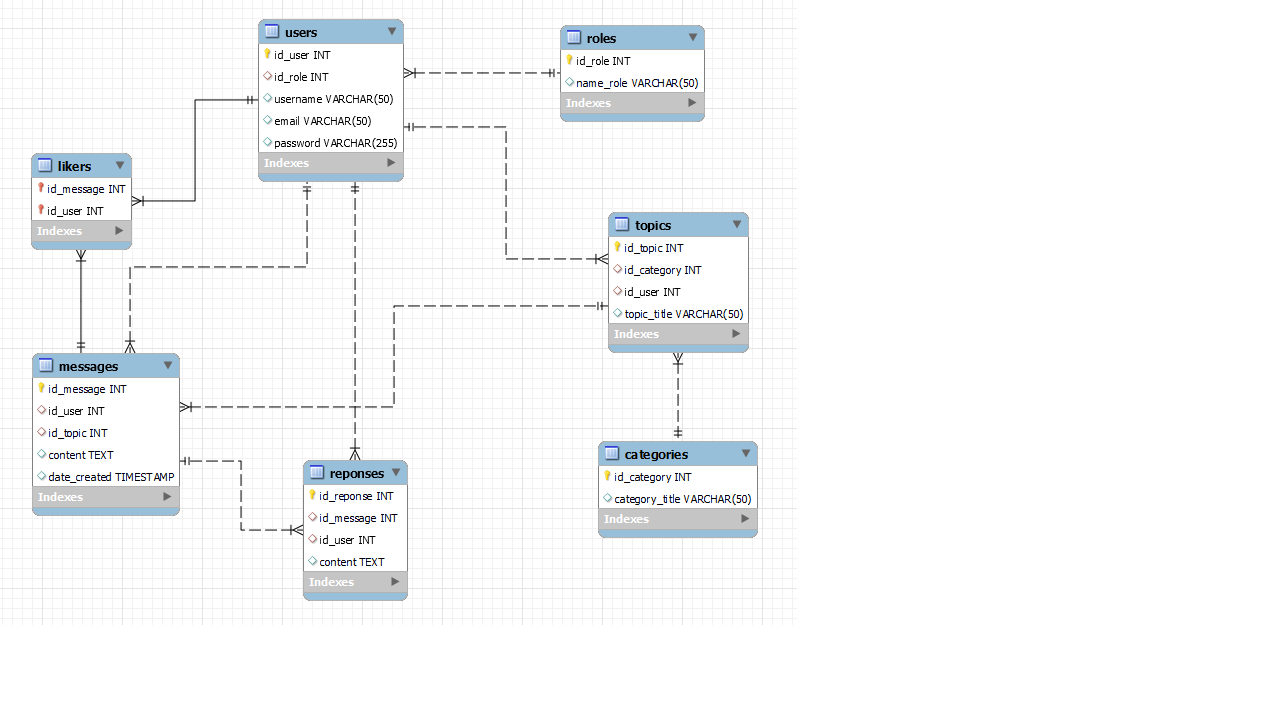 users
id_user INT
id_role INT
username VARCHAR(50)
email VARCHAR(50)
password VARCHAR(255)
Indexes
roles
id_role INT
name_role VARCHAR(50)
Indexes
likers
id_message INT
id_user INT
Indexes
topics
id_topic INT
id_category INT
id_user INT
topic_title VARCHAR(50)
Indexes
messages
id_message INT
id_user INT
id_topic INT
content TEXT
date_created TIMESTAMP
Indexes
reponses
id_reponse INT
id_message INT
id_user INT
content TEXT
Indexes
categories
id_category INT
category_title VARCHAR(50)
Indexes